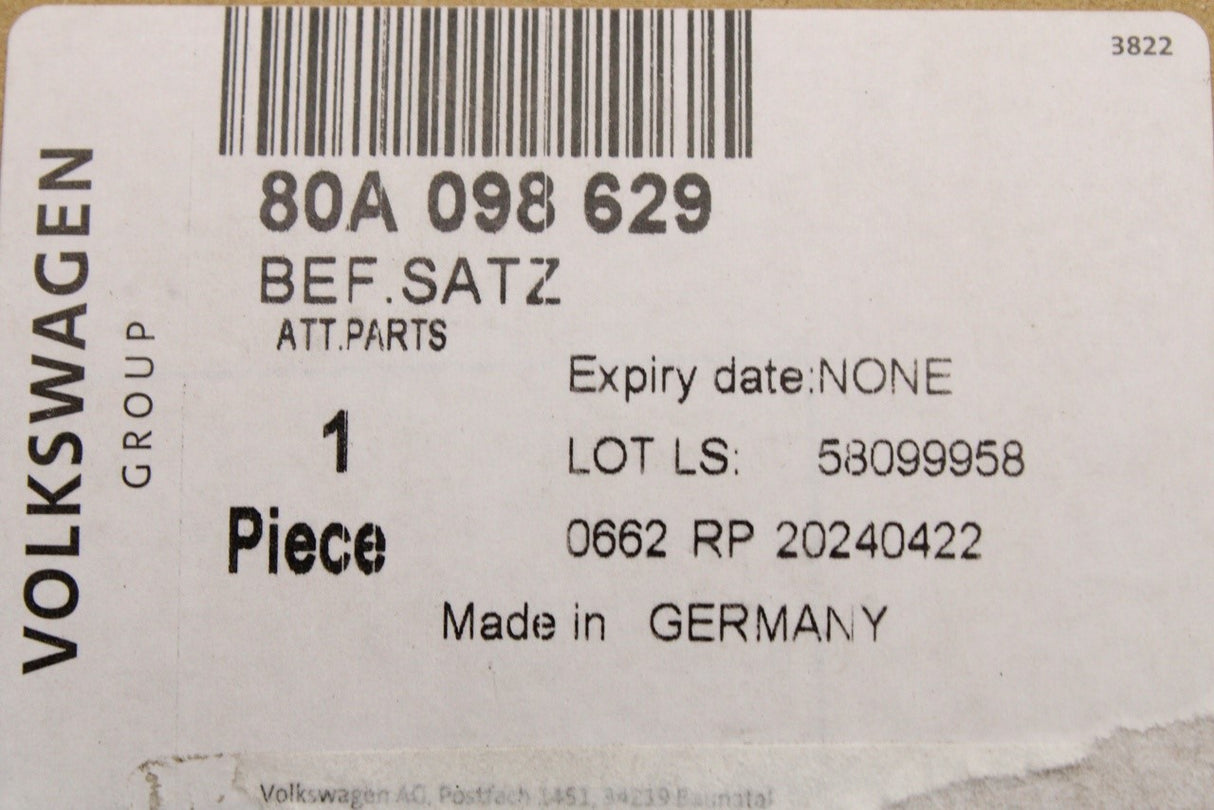 3822
VOLKSWAGEN
GROUP
80A 098 629
BEF.SATZ
ATT.PARTS
Expiry date:NONE
1
LOT LS: 58099958
Piece
0662 RP 20240422
Made in GERMANY
Volkswagen AG, Postfach 1451, 34219 Baunatal